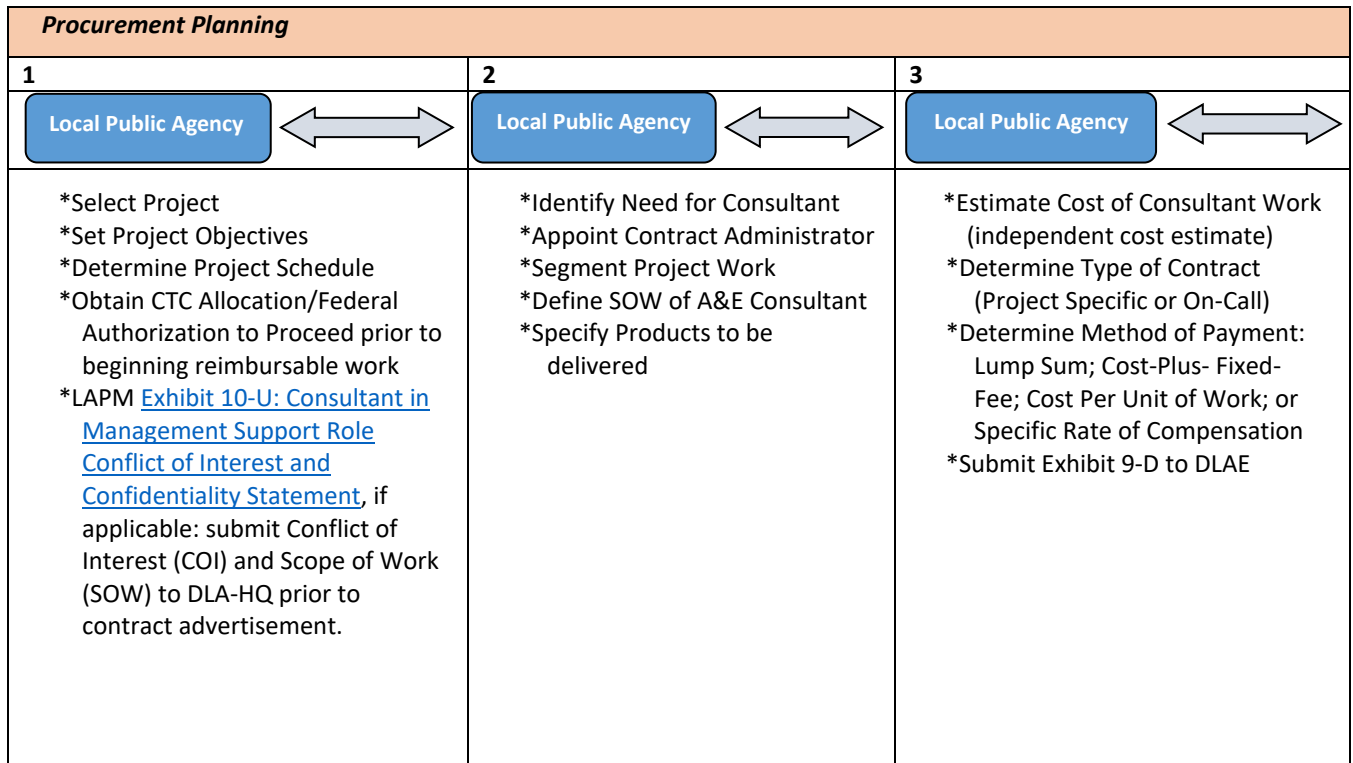 Procurement Planning
1
2
3
Local Public Agency
Local Public Agency
Local Public Agency
*Select Project
*Set Project Objectives
*Determine Project Schedule
*Obtain CTC Allocation/Federal
Authorization to Proceed prior to
beginning reimbursable work
*LAPM Exhibit 10-U: Consultant in
Management Support Role
Conflict of Interest and
Confidentiality Statement, if
applicable: submit Conflict of
Interest (COI) and Scope of Work
(SOW) to DLA-HQ prior to
contract advertisement.
*Identify Need for Consultant
*Appoint Contract Administrator
*Segment Project Work
*Define SOW of A&E Consultant
*Specify Products to be
delivered
*Estimate Cost of Consultant Work
(independent cost estimate)
*Determine Type of Contract
(Project Specific or On-Call)
*Determine Method of Payment:
Lump Sum; Cost-Plus- Fixed-
Fee; Cost Per Unit of Work; or
Specific Rate of Compensation
*Submit Exhibit 9-D to DLAE